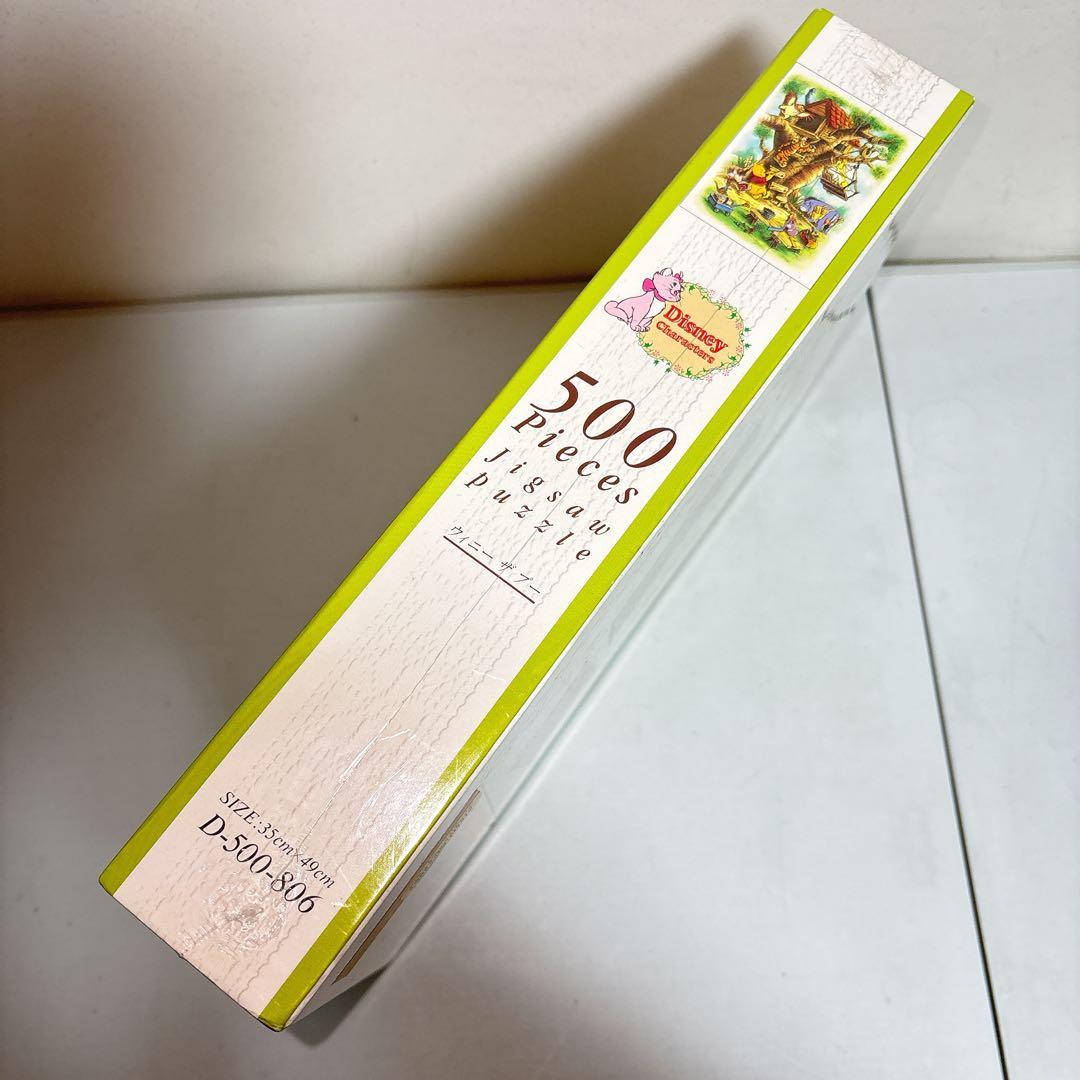 Disney
Characters
500
Pieces
Jigsaw
puzzle
ウィニー ザ プー
SIZE:35cm×49cm
D-500-806